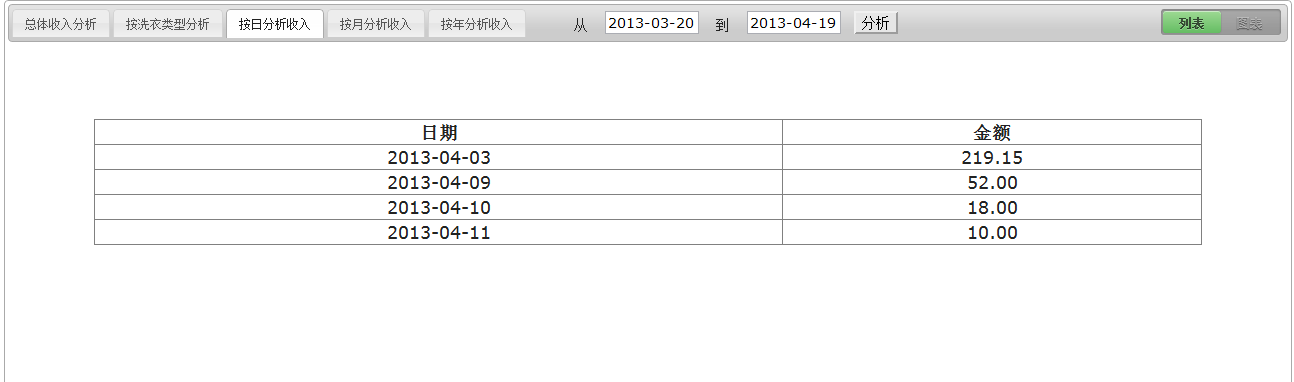 总体收入分析 按洗衣类型分析 按日分析收入 按月分析收入 按年分析收入 从 2013-03-20 到 2013-04-19 分析 列表 图表
日期 金额
2013-04-03 219.15
2013-04-09 52.00
2013-04-10 18.00
2013-04-11 10.00